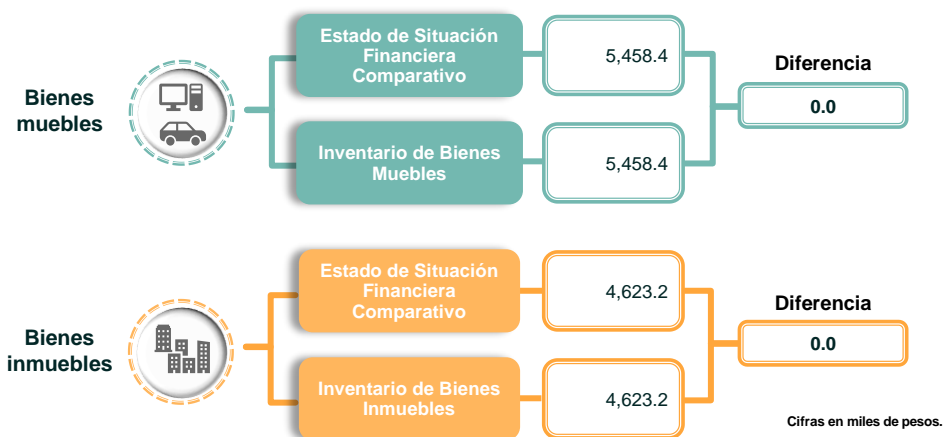 Bienes
muebles
Estado de Situación
Financiera
Comparativo
5,458.4
Inventario de Bienes
Muebles
5,458.4
Diferencia
0.0
Bienes
inmuebles
Estado de Situación
Financiera
Comparativo
4,623.2
Inventario de Bienes
Inmuebles
4,623.2
Diferencia
0.0
Cifras en miles de pesos.